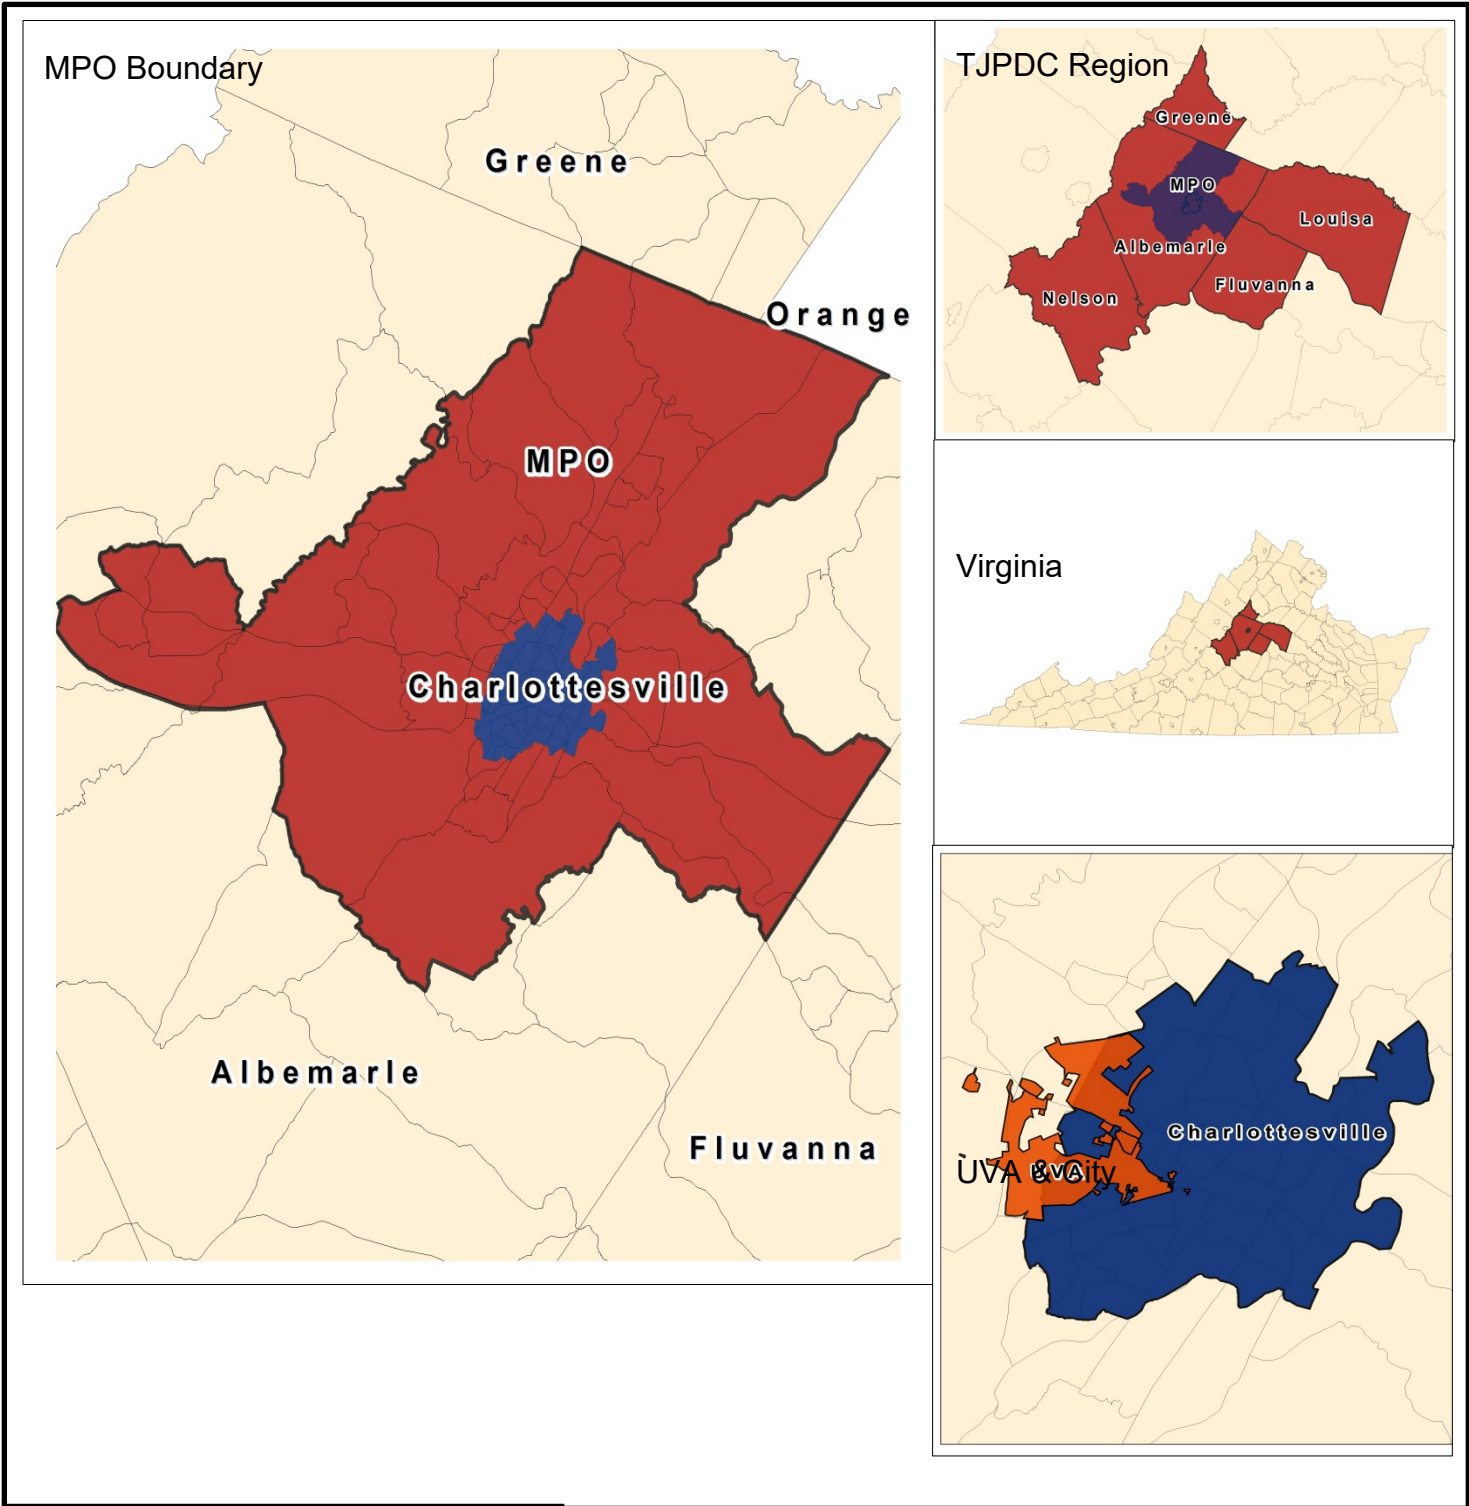 MPO Boundary
Greene
Orange
MPO
Charlottesville
Albemarle
Fluvanna
TJPDC Region
Greene
MPO
Louisa
Albemarle
Fluvanna
Nelson
Virginia
Charlottesville
UVA & City
UVA